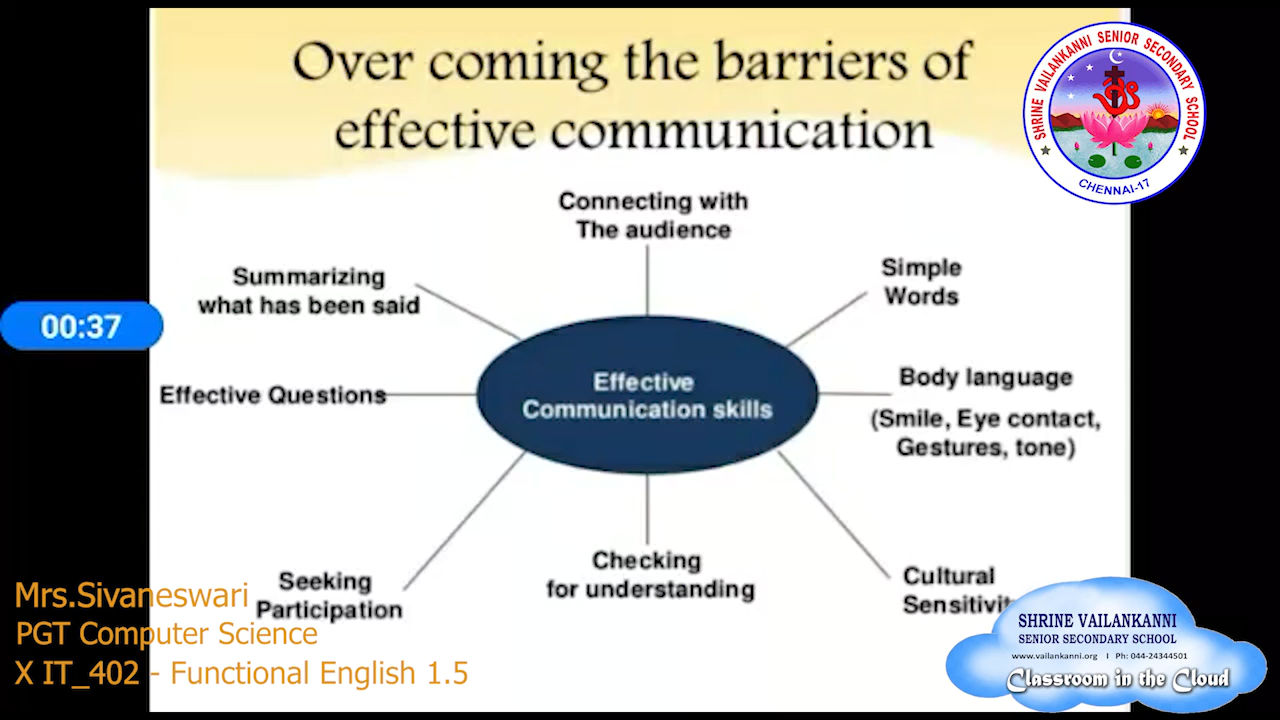 Over coming the barriers of
effective communication
SHRINE VAILANKANNI SENIOR SECONDARY SCHOOL
CHENNAI-17
Connecting with
The audience
Summarizing
what has been said
Simple
Words
00:37
Effective
Communication skills
Effective Questions
Body language
(Smile, Eye contact,
Gestures, tone)
Checking
for understanding
Seeking
Participation
Cultural
Mrs.Sivaneswari
PGT Computer Science
X IT_402 - Functional English 1.5
SHRINE VAILANKANNI
SENIOR SECONDARY SCHOOL
www.vailankanni.org I Ph: 044-24344501
Classroom in the Cloud